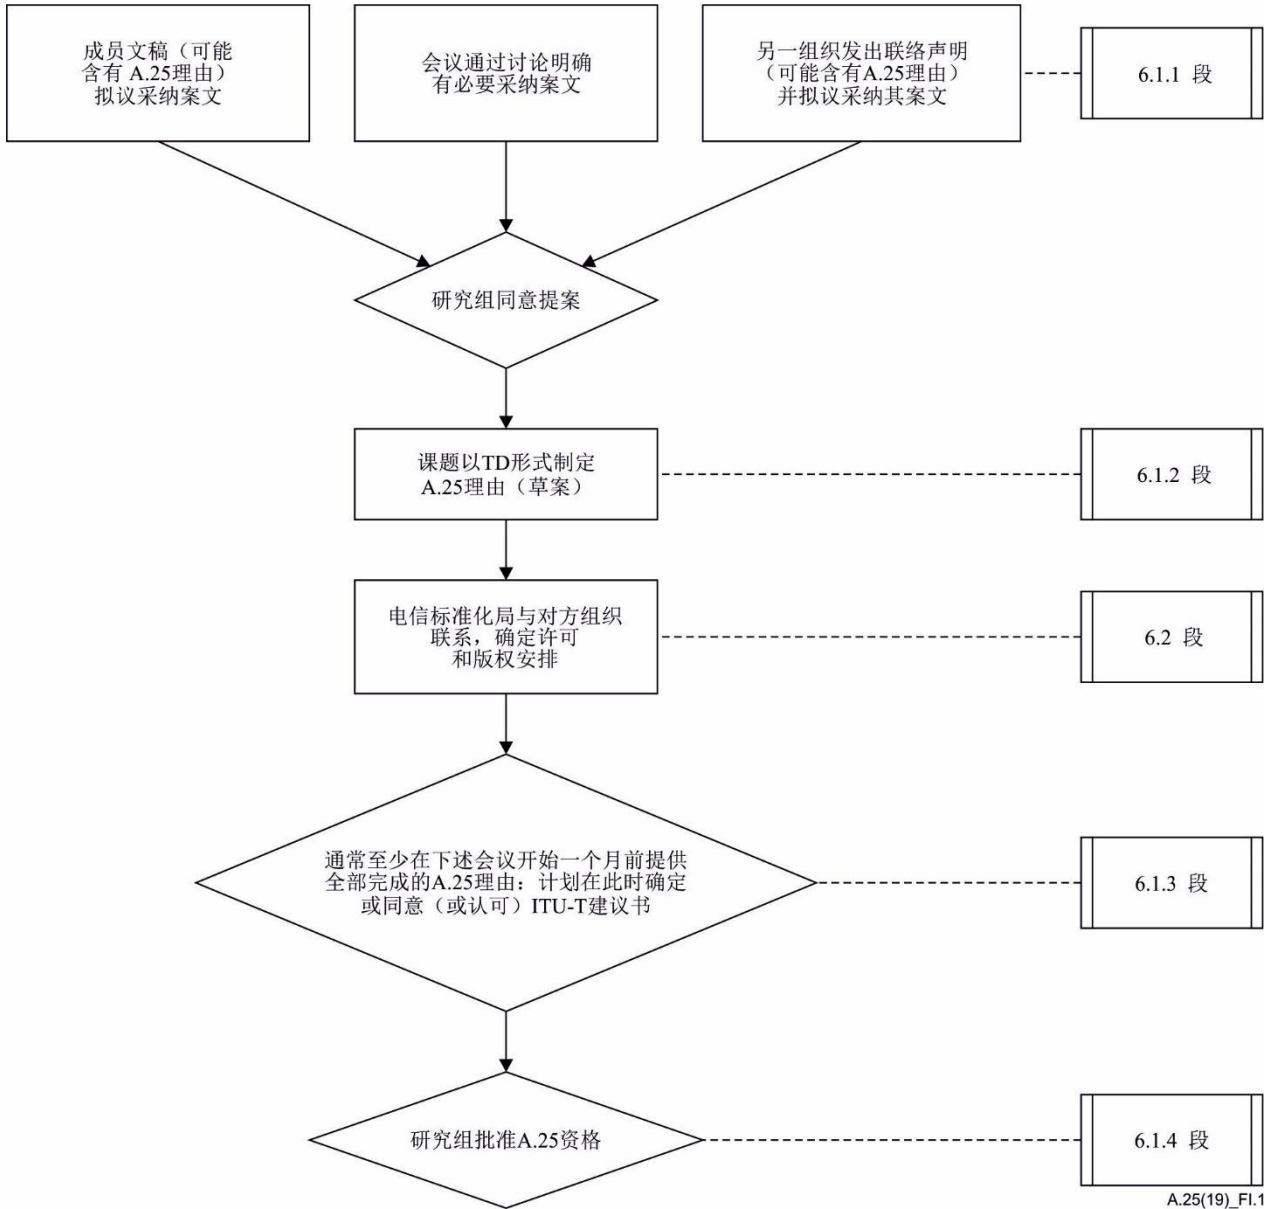 成员文稿（可能
含有 A.25理由）
拟议采纳案文
会议通过讨论明确
有必要采纳案文
另一组织发出联络声明
（可能含有A.25理由）
并拟议采纳其案文
6.1.1 段
研究组同意提案
课题以TD形式制定
A.25理由（草案）
6.1.2 段
电信标准化局与对方组织
联系，确定许可
和版权安排
6.2 段
通常至少在下述会议开始一个月前提供
全部完成的A.25理由：计划在此时确定
或同意（或认可）ITU-T建议书
6.1.3 段
研究组批准A.25资格
6.1.4 段
A.25(19)_FI.1